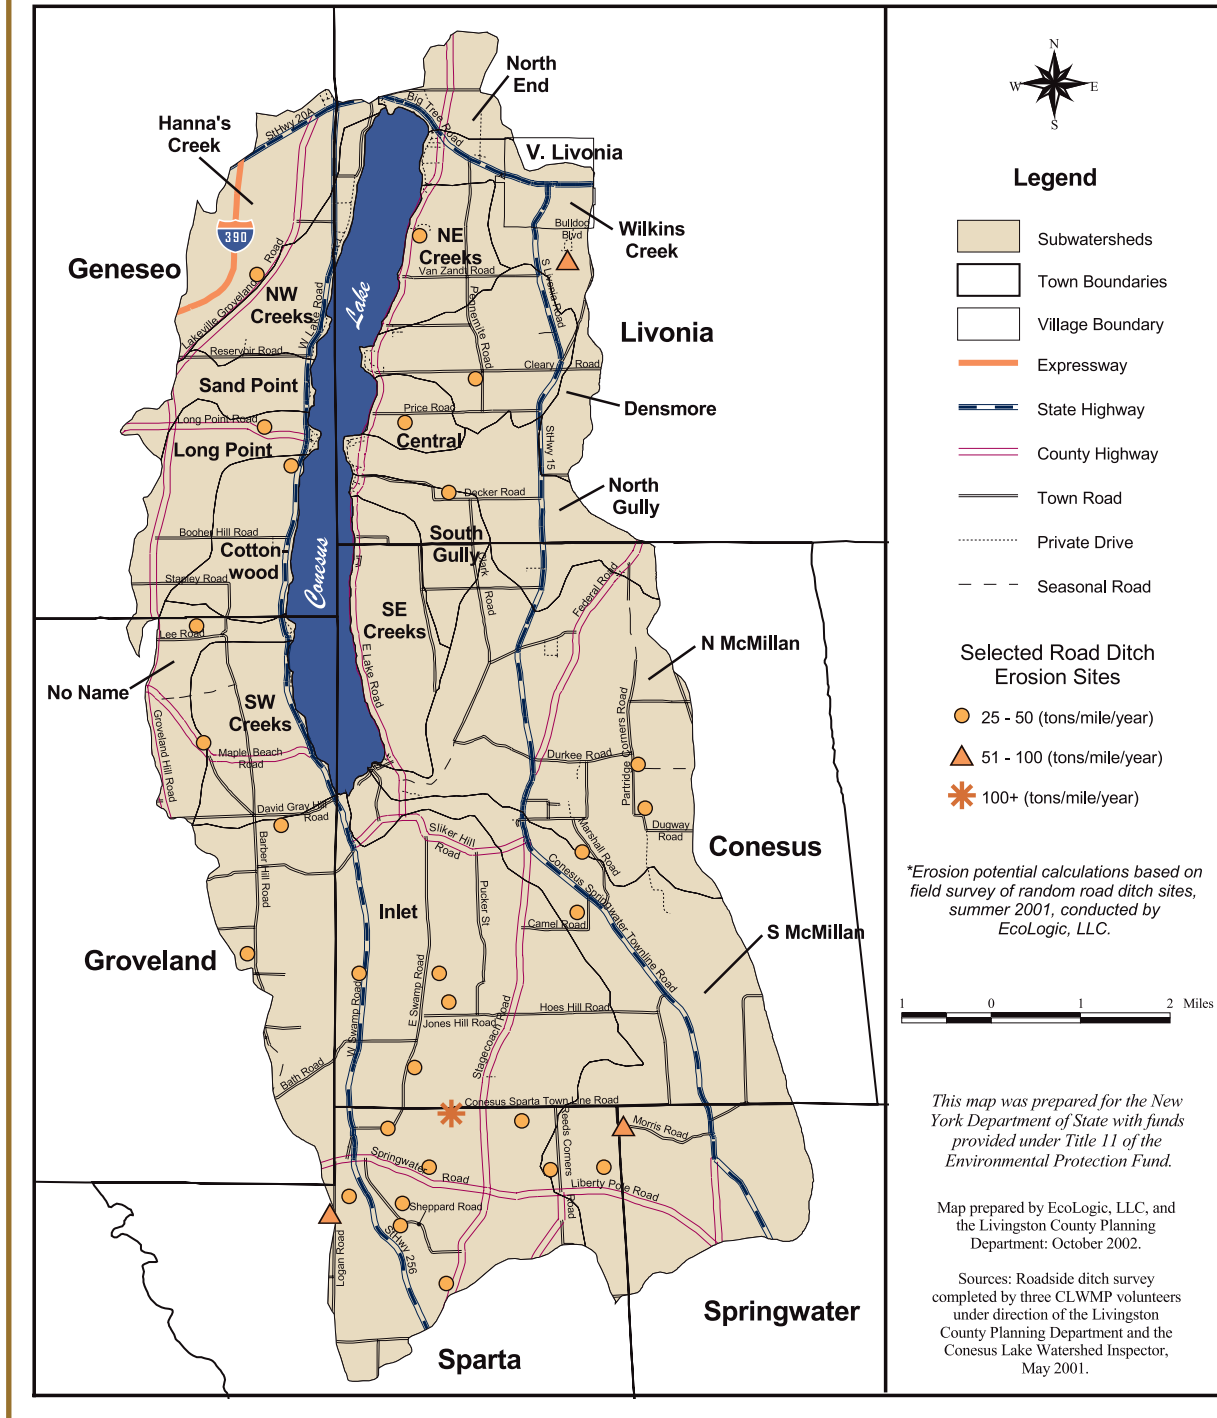 North
End
Big Tree Road
StHwy 20A
Hanna's
Creek
V. Livonia
390
Bulldog
Blvd
Wilkins
Creek
NE
Creeks
Geneseo
Van Zandt Road
NW
Creeks
Lakeville Groveland Road
W Lake Road
Lake
Pennemite Road
S Livonia Road
Livonia
Reservoir Road
Cleary Road
Sand Point
Densmore
Price Road
Long Point Road
Central
Long Point
StHwy 15
North
Gully
Decker Road
Booher Hill Road
South
Gully
Cotton-
wood
Conesus
Clark Road
Stapley Road
Federal Road
SE
Creeks
Lee Road
E Lake Road
N McMillan
No Name
SW
Creeks
Groveland Hill Road
Maple Beach
Road
Durkee Road
Partridge Corners Road
David Gray Hill
Road
Sliker Hill
Road
Marshall Road
Dugway
Road
Barber Hill Road
Conesus
Conesus Springwater Townline Road
Pucker St
Inlet
Camel Road
S McMillan
Groveland
E Swamp Road
W Swamp Road
Hoes Hill Road
Jones Hill Road
Stagecoach Road
Bath Road
Conesus Sparta Town Line Road
Reeds Corners Road
Morris Road
Springwater Road
Liberty Pole Road
Sheppard Road
Logan Road
StHwy 256
Springwater
Sparta
N
W E
S
Legend
Subwatersheds
Town Boundaries
Village Boundary
Expressway
State Highway
County Highway
Town Road
Private Drive
Seasonal Road
Selected Road Ditch
Erosion Sites
25 - 50 (tons/mile/year)
51 - 100 (tons/mile/year)
100+ (tons/mile/year)
*Erosion potential calculations based on
field survey of random road ditch sites,
summer 2001, conducted by
EcoLogic, LLC.
1 0 1 2 Miles
This map was prepared for the New
York Department of State with funds
provided under Title 11 of the
Environmental Protection Fund.
Map prepared by EcoLogic, LLC, and
the Livingston County Planning
Department: October 2002.
Sources: Roadside ditch survey
completed by three CLWMP volunteers
under direction of the Livingston
County Planning Department and the
Conesus Lake Watershed Inspector,
May 2001.